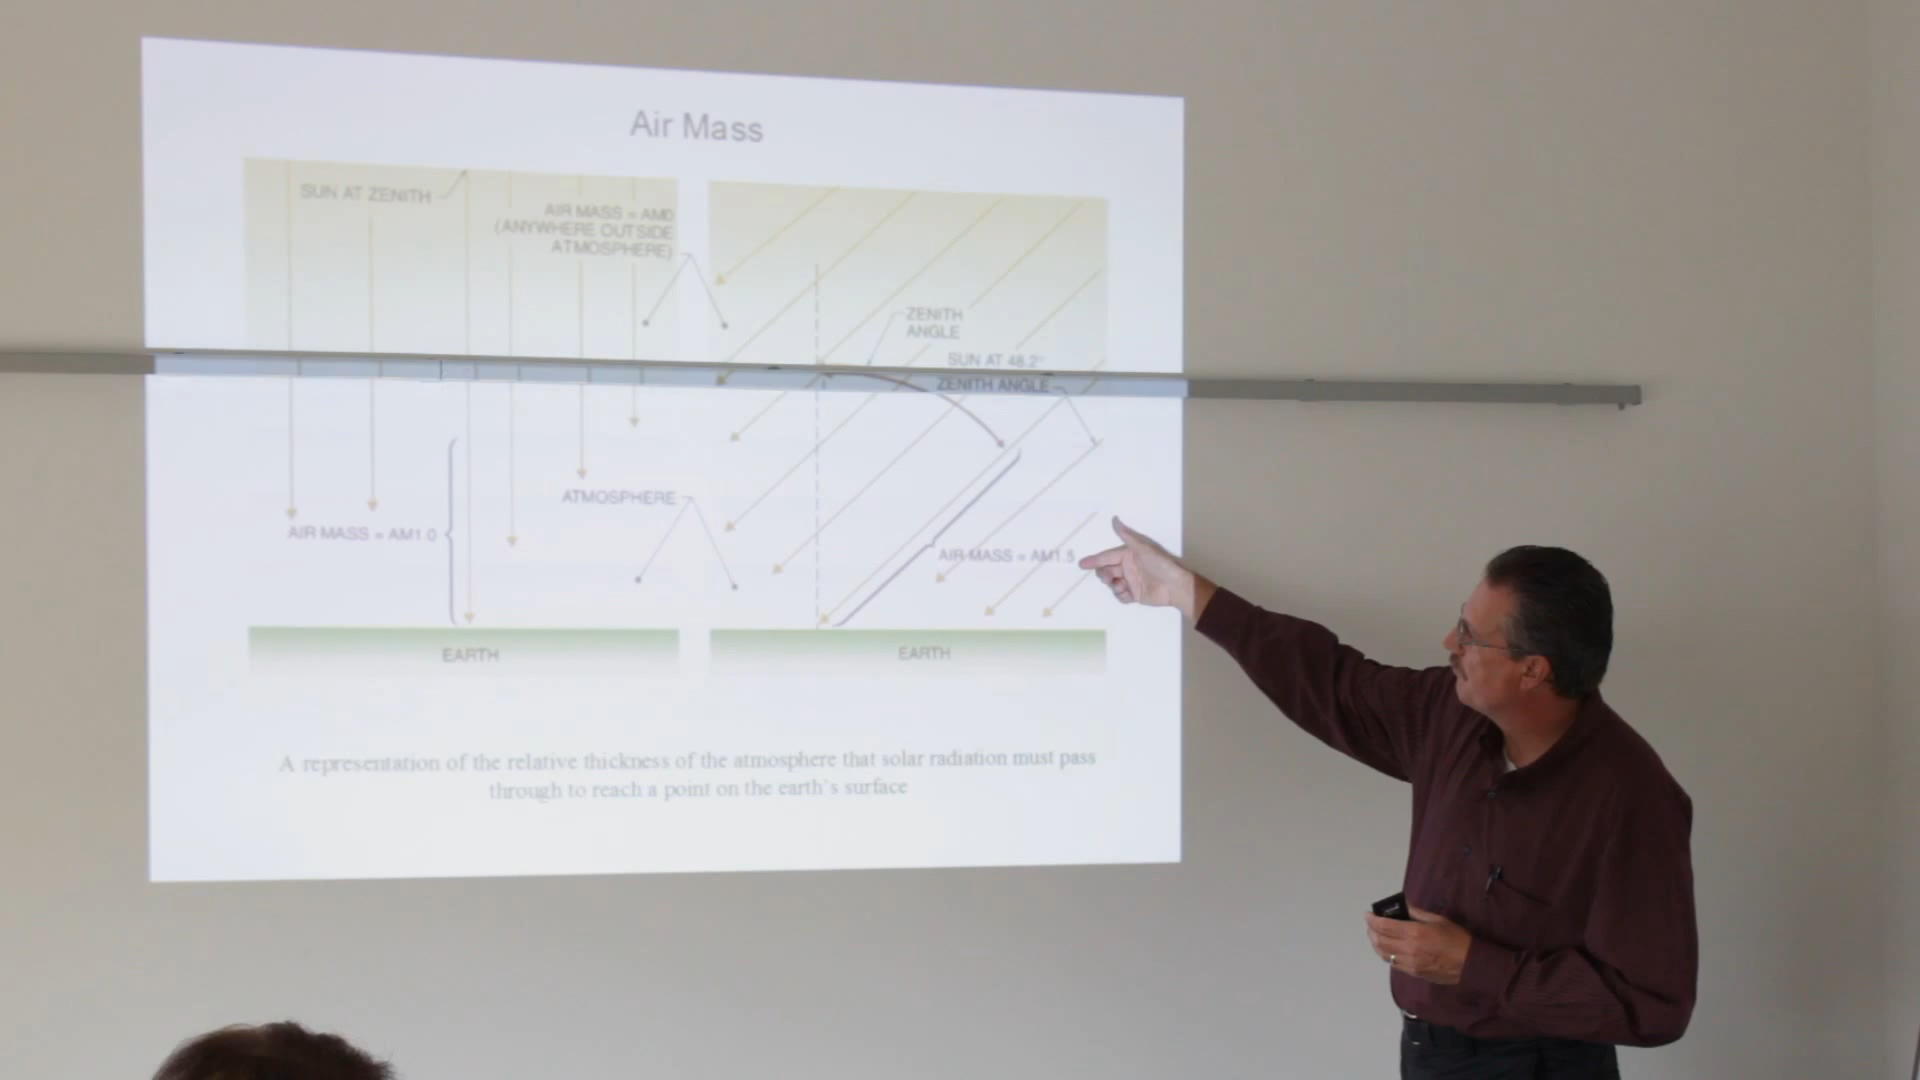 Air Mass
SUN AT ZENITH
AIR MASS = AM0
(ANYWHERE OUTSIDE
ATMOSPHERE)
ZENITH
ANGLE
SUN AT 48.2°
ZENITH ANGLE
ATMOSPHERE
AIR MASS = AM1.0
AIR MASS = AM1.5
EARTH
EARTH
A representation of the relative thickness of the atmosphere that solar radiation must pass
through to reach a point on the earth's surface